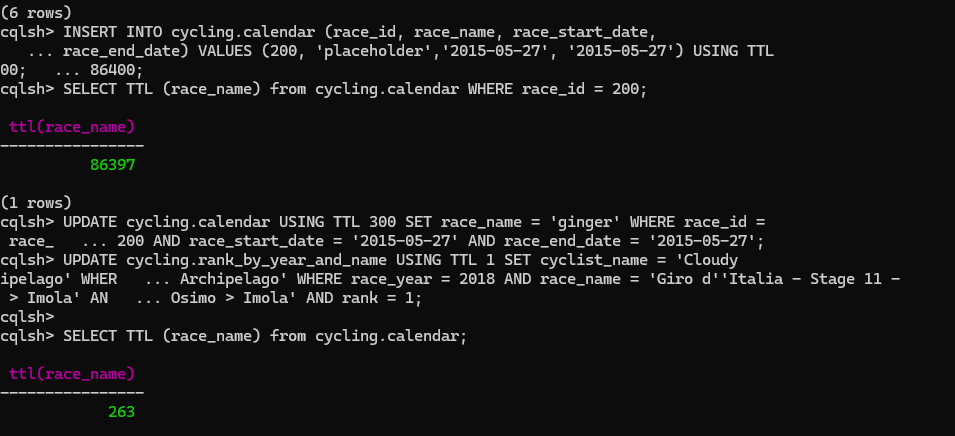 (6 rows)
cqlsh> INSERT INTO cycling.calendar (race_id, race_name, race_start_date,
   ... race_end_date) VALUES (200, 'placeholder','2015-05-27', '2015-05-27') USING TTL
00;   ... 86400;
cqlsh> SELECT TTL (race_name) from cycling.calendar WHERE race_id = 200;
ttl(race_name)
----------------
86397
(1 rows)
cqlsh> UPDATE cycling.calendar USING TTL 300 SET race_name = 'ginger' WHERE race_id =
 race_   ... 200 AND race_start_date = '2015-05-27' AND race_end_date = '2015-05-27';
cqlsh> UPDATE cycling.rank_by_year_and_name USING TTL 1 SET cyclist_name = 'Cloudy
ipelago' WHER   ... Archipelago' WHERE race_year = 2018 AND race_name = 'Giro d''Italia - Stage 11 -
 > Imola' AN   ... Osimo > Imola' AND rank = 1;
cqlsh>
cqlsh> SELECT TTL (race_name) from cycling.calendar;
ttl(race_name)
----------------
263